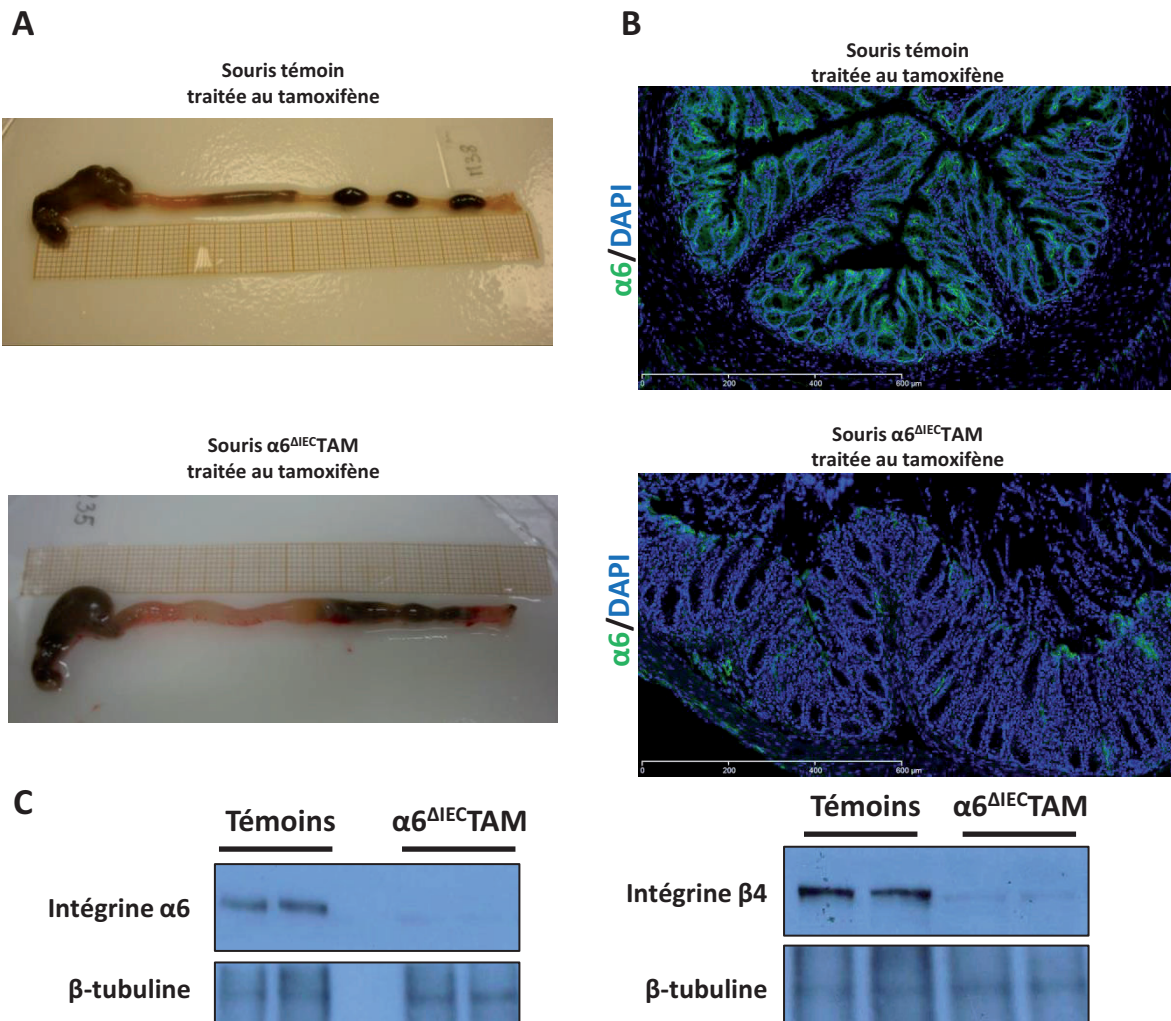 A
Souris témoin
traitée au tamoxifène
H38
Souris α6ΔIECTAM
traitée au tamoxifène
35
B
Souris témoin
traitée au tamoxifène
α6/DAPI
0 200 400 600 µm
Souris α6ΔIECTAM
traitée au tamoxifène
α6/DAPI
0 200 400 600 µm
C
Témoins α6ΔIECTAM
Intégrine α6
β-tubuline
Témoins α6ΔIECTAM
Intégrine β4
β-tubuline